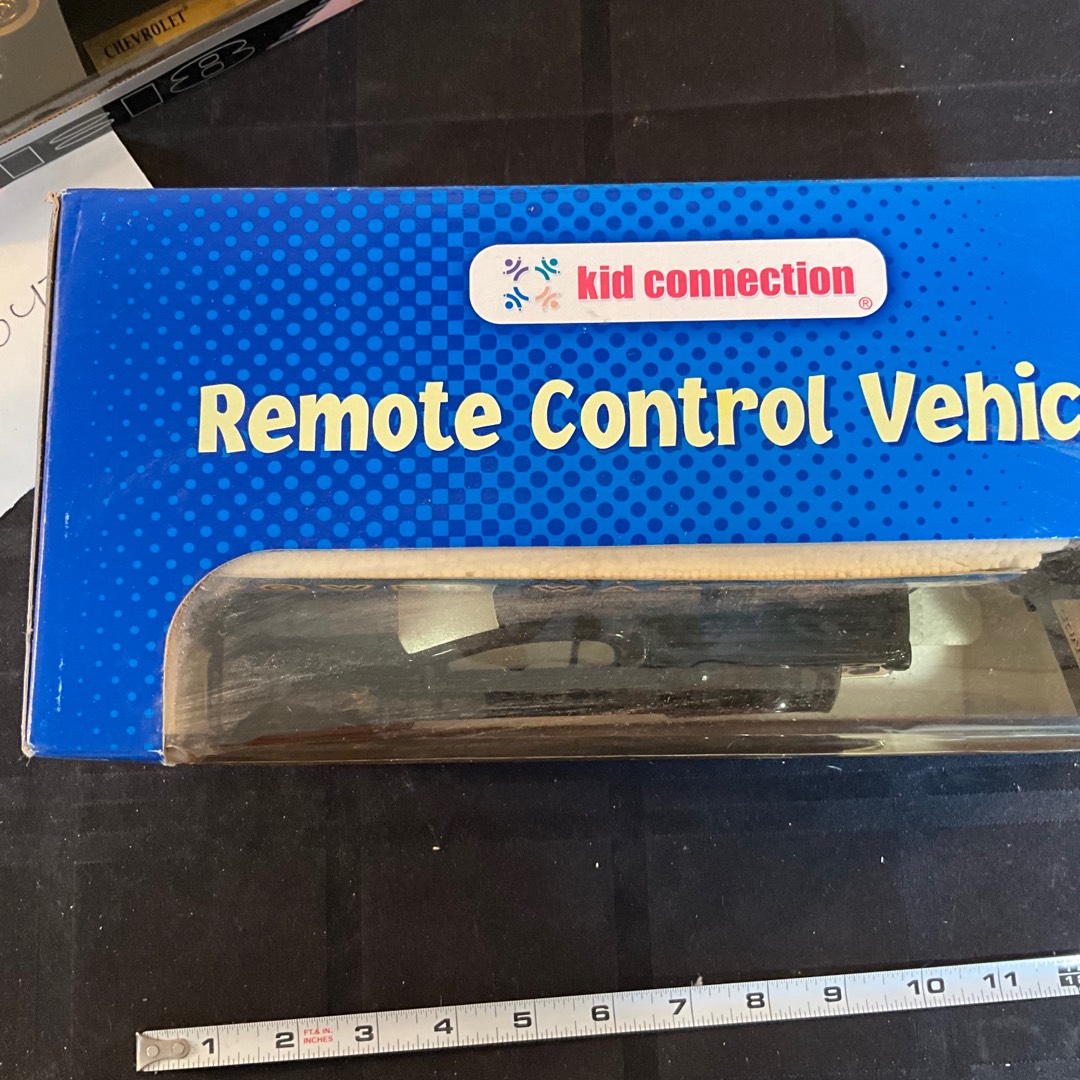 CHEVROLET
kid connection ®
Remote Control Vehic
1 2 FT.& IN. INCHES 3 4 5 6 7 8 9 10 11